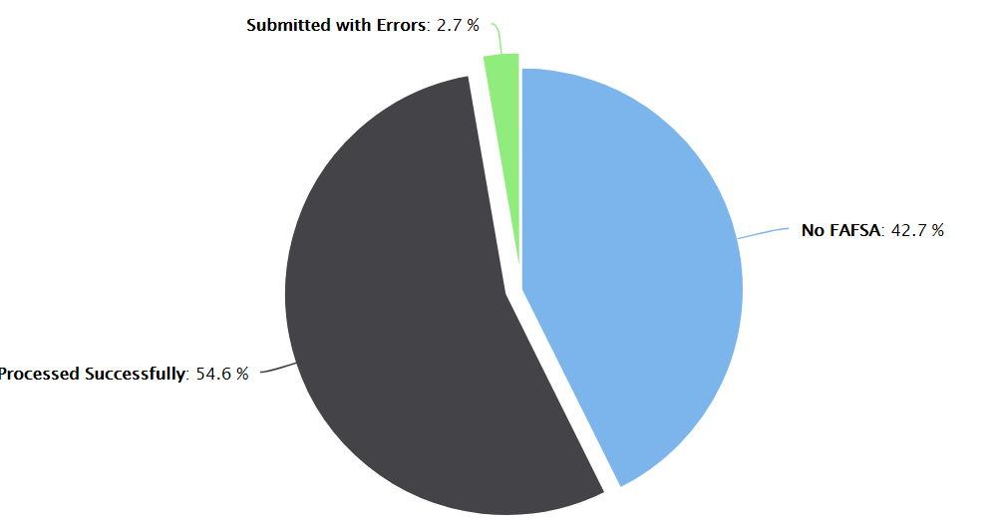 Submitted with Errors: 2.7 %
No FAFSA: 42.7 %
Processed Successfully: 54.6 %